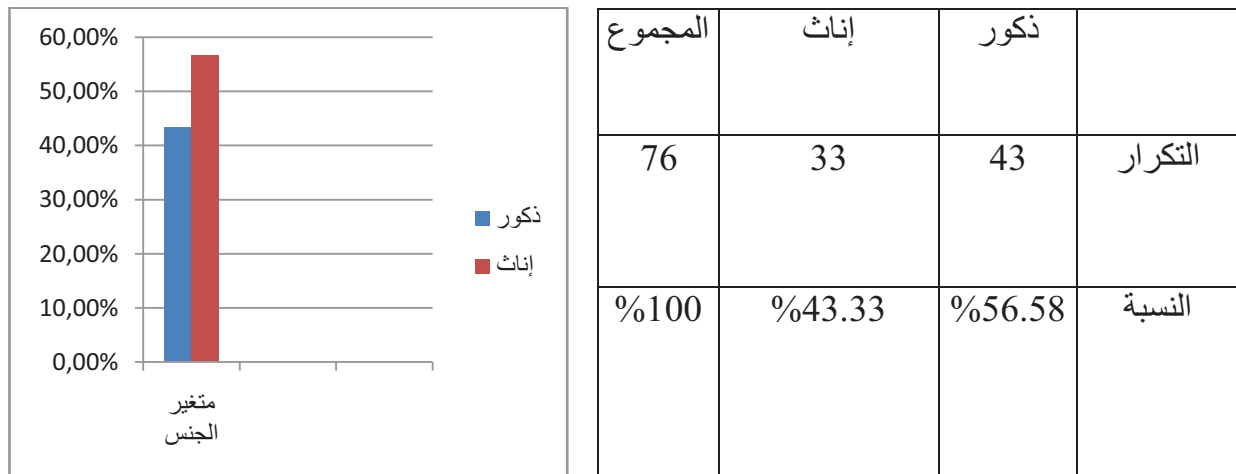 60,00%
50,00%
40,00%
30,00%
20,00%
10,00%
0,00%
متغير
الجنس
ذكور
إناث
ذكور إناث المجموع
التكرار 43 33 76
النسبة %56.58 %43.33 %100